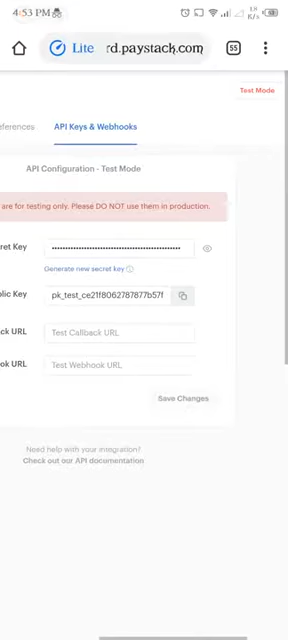 4:53 PM
Lite
rd.paystack.com
55
Test Mode
eferences
API Keys & Webhooks
API Configuration - Test Mode
are for testing only. Please DO NOT use them in production.
ret Key
••••••••••••••••••••••••••••••••••••••••••••••••
Generate new secret key
lic Key
pk_test_ce21f8062787877b57f
ck URL
Test Callback URL
ok URL
Test Webhook URL
Save Changes
Need help with your integration?
Check out our API documentation